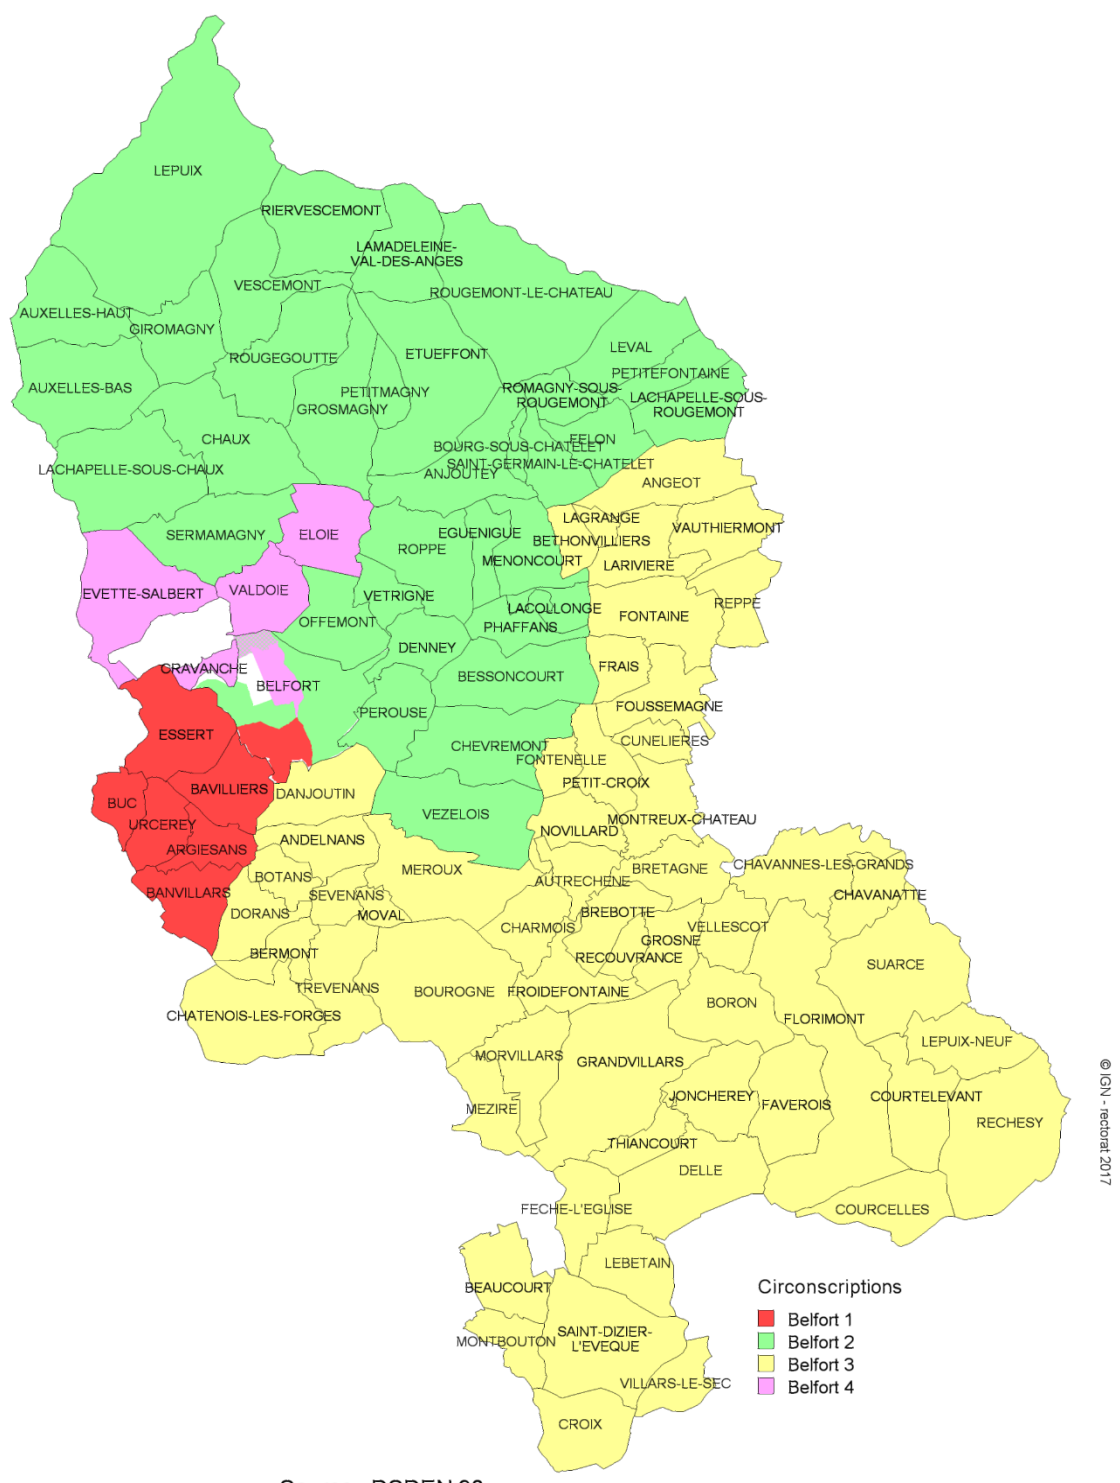 LEPUIX
RIERVESCEMONT
LAMADELEINE-
VAL-DES-ANGES
VESCEMONT
ROUGEMONT-LE-CHATEAU
AUXELLES-HAUT
GIROMAGNY
LEVAL
ETUEFFONT
ROUGEGOUTTE
PETITEFONTAINE
AUXELLES-BAS
ROMAGNY-SOUS-
ROUGEMONT
PETITMAGNY
LACHAPELLE-SOUS-
ROUGEMONT
GROSMAGNY
CHAUX
FELON
BOURG-SOUS-CHATELET
SAINT-GERMAIN-LE-CHATELET
LACHAPELLE-SOUS-CHAUX
ANJOUTEY
ANGEOT
LAGRANGE
VAUTHIERMONT
SERMAMAGNY
ELOIE
EGUENIGUE
BETHONVILLIERS
ROPPE
MENONCOURT
LARIVIERE
EVETTE-SALBERT
VALDOIE
VETRIGNE
REPPE
LACOLLONGE
FONTAINE
OFFEMONT
PHAFFANS
DENNEY
CRAVANCHE
FRAIS
BESSONCOURT
BELFORT
FOUSSEMAGNE
PEROUSE
ESSERT
CUNELIERES
CHEVREMONT
FONTENELLE
PETIT-CROIX
BAVILLIERS
DANJOUTIN
BUC
VEZELOIS
MONTREUX-CHATEAU
URCEREY
NOVILLARD
ANDELNANS
ARGIESANS
CHAVANNES-LES-GRANDS
MEROUX
BRETAGNE
BOTANS
AUTRECHENE
BANVILLARS
SEVENANS
CHAVANATTE
DORANS
MOVAL
BREBOTTE
CHARMOIS
VELLESCOT
GROSNE
BERMONT
RECOUVRANCE
SUARCE
TREVENANS
BOUROGNE
FROIDEFONTAINE
BORON
CHATENOIS-LES-FORGES
FLORIMONT
LEPUIX-NEUF
MORVILLARS
GRANDVILLARS
JONCHEREY
COURTELEVANT
FAVEROIS
MEZIRE
RECHESY
THIANCOURT
DELLE
FECHE-L'EGLISE
COURCELLES
LEBETAIN
BEAUCOURT
SAINT-DIZIER-
L'EVEQUE
MONTBOUTON
VILLARS-LE-SEC
CROIX
Circonscriptions
Belfort 1
Belfort 2
Belfort 3
Belfort 4
© IGN - rectorat 2017